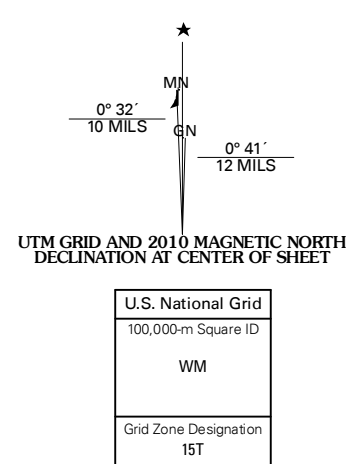 ★
MN
0° 32´
10 MILS
GN
0° 41´
12 MILS
UTM GRID AND 2010 MAGNETIC NORTH
DECLINATION AT CENTER OF SHEET
U.S. National Grid
100,000-m Square ID
WM
Grid Zone Designation
15T